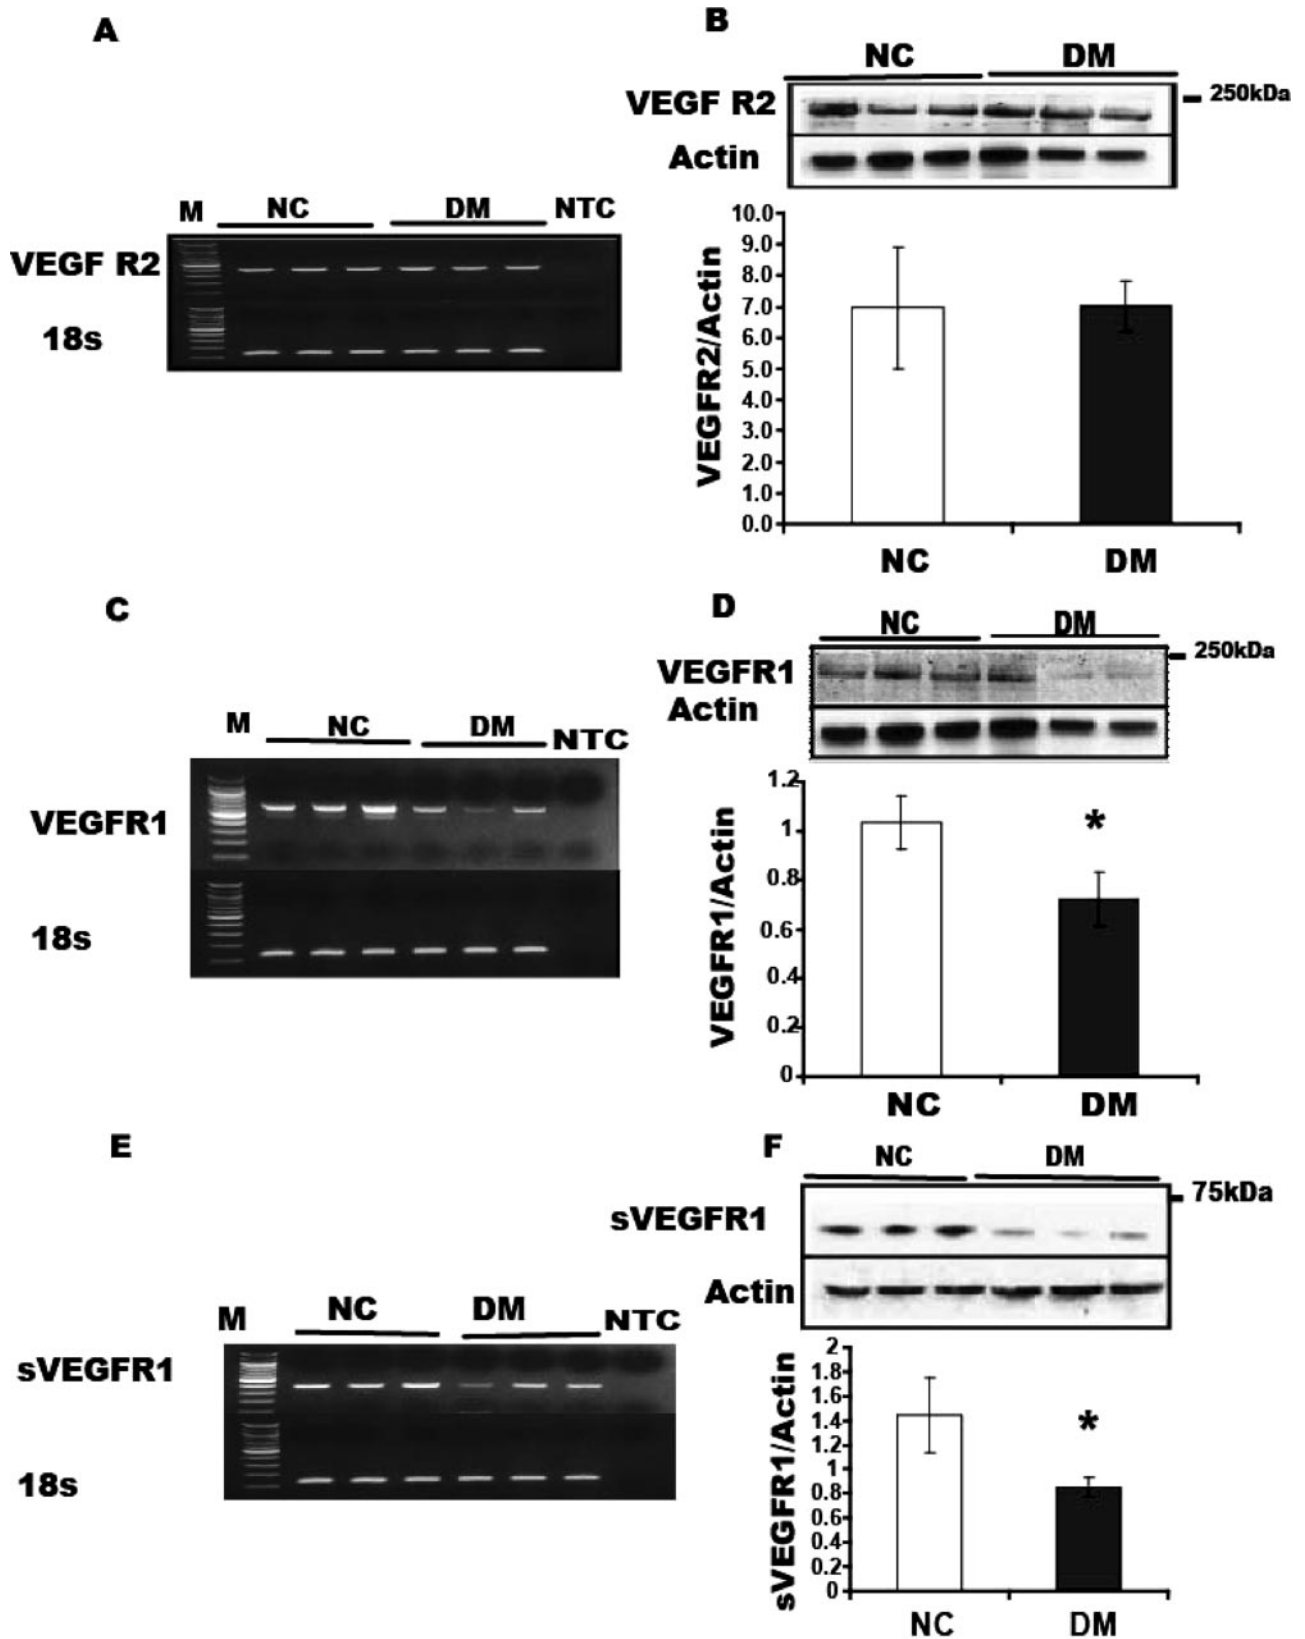 A
M NC DM NTC
VEGF R2
18s
B
NC DM
VEGF R2
250kDa
Actin
10.0
9.0
8.0
7.0
6.0
5.0
4.0
3.0
2.0
1.0
0.0
VEGFR2/Actin
NC DM
C
M NC DM NTC
VEGFR1
18s
D
NC DM
250kDa
VEGFR1
Actin
1.2
1
0.8
0.6
0.4
0.2
0
VEGFR1/Actin
*
NC DM
E
M NC DM NTC
sVEGFR1
18s
F
NC DM
75kDa
sVEGFR1
Actin
2
1.8
1.6
1.4
1.2
1
0.8
0.6
0.4
0.2
0
sVEGFR1/Actin
*
NC DM